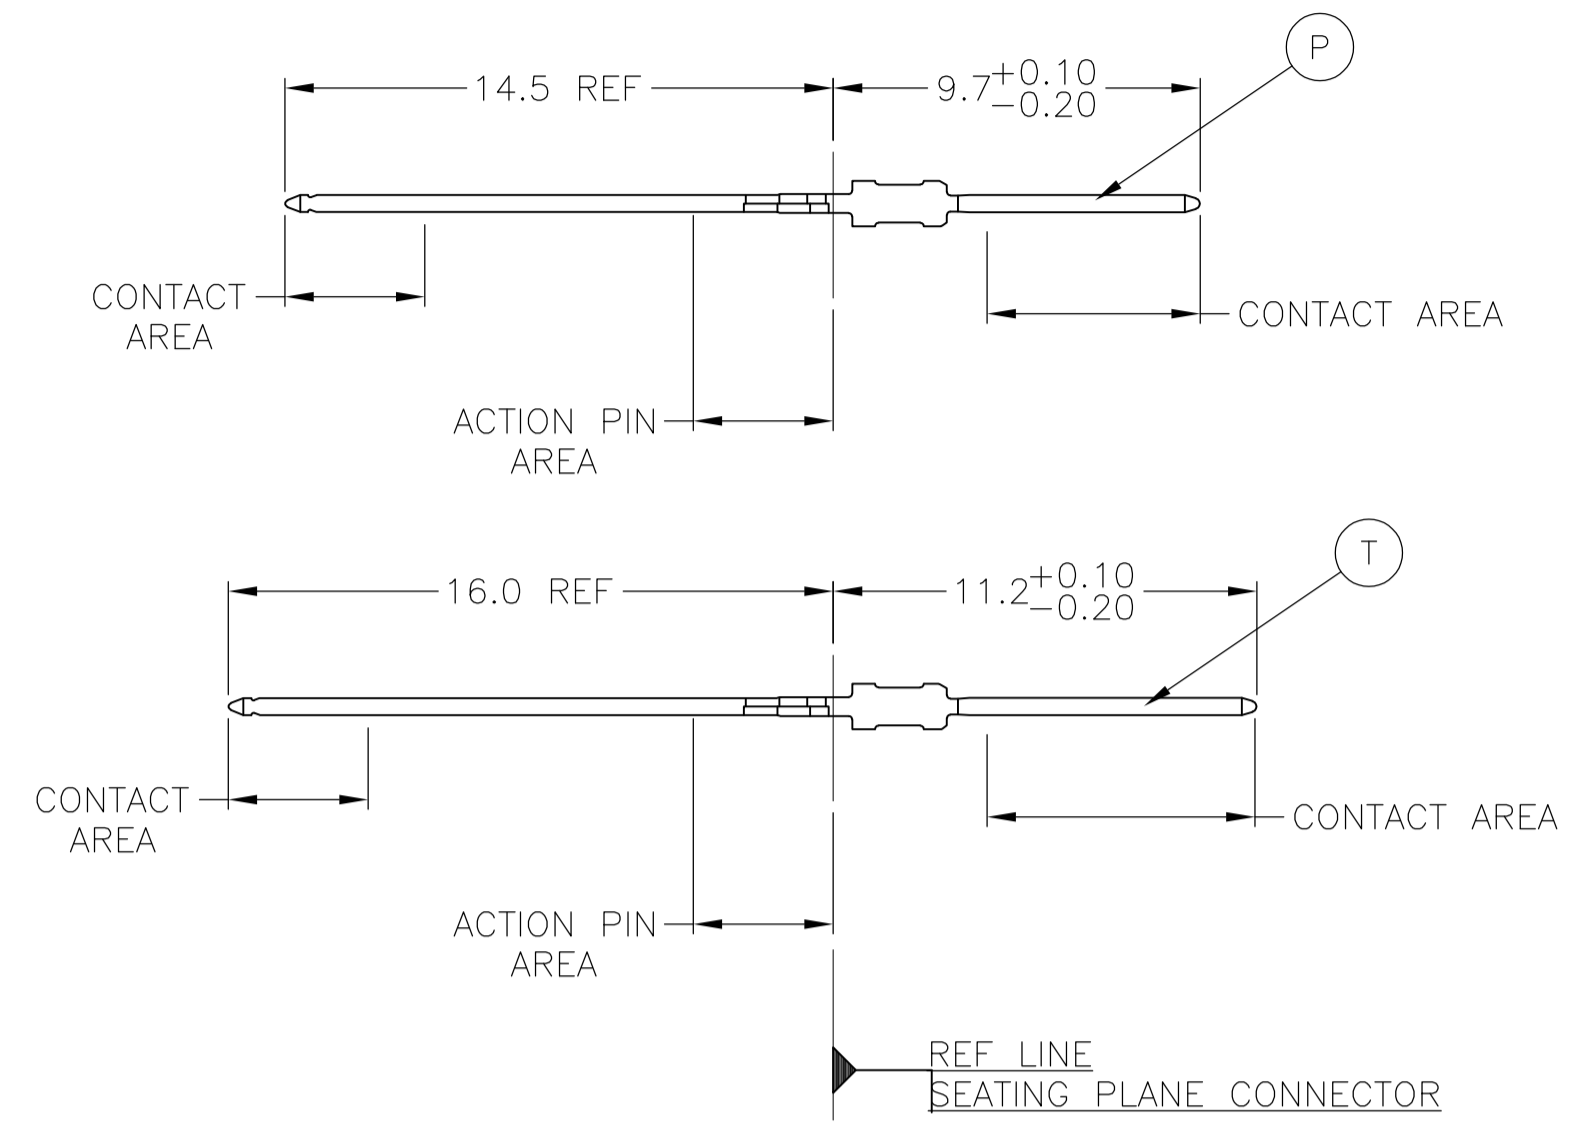 P
14.5 REF
9.7 +0.10
-0.20
CONTACT
AREA
CONTACT AREA
ACTION PIN
AREA
T
16.0 REF
11.2 +0.10
-0.20
CONTACT
AREA
CONTACT AREA
ACTION PIN
AREA
REF LINE
SEATING PLANE CONNECTOR